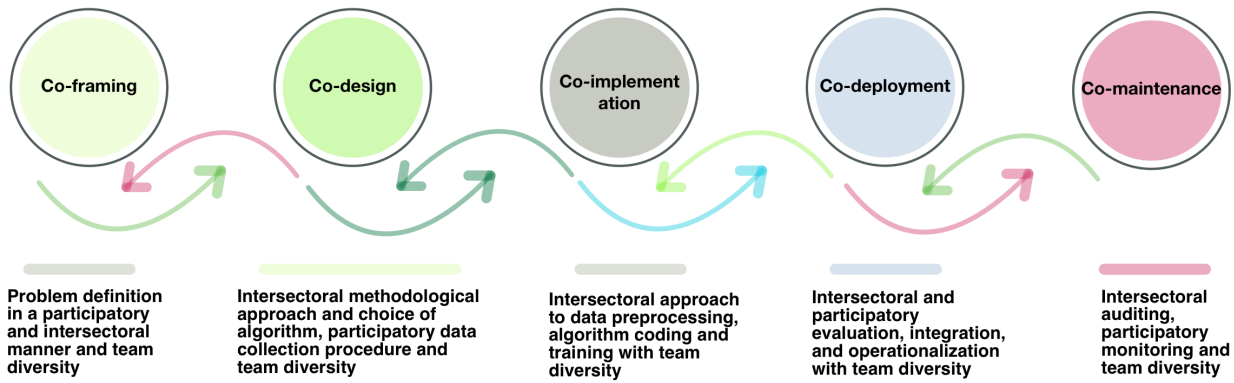 Co-framing
Co-design
Co-implement
ation
Co-deployment
Co-maintenance
Problem definition
in a participatory
and intersectoral
manner and team
diversity
Intersectoral methodological
approach and choice of
algorithm, participatory data
collection procedure and
team diversity
Intersectoral approach
to data preprocessing,
algorithm coding and
training with team
diversity
Intersectoral and
participatory
evaluation, integration,
and operationalization
with team diversity
Intersectoral
auditing,
participatory
monitoring and
team diversity